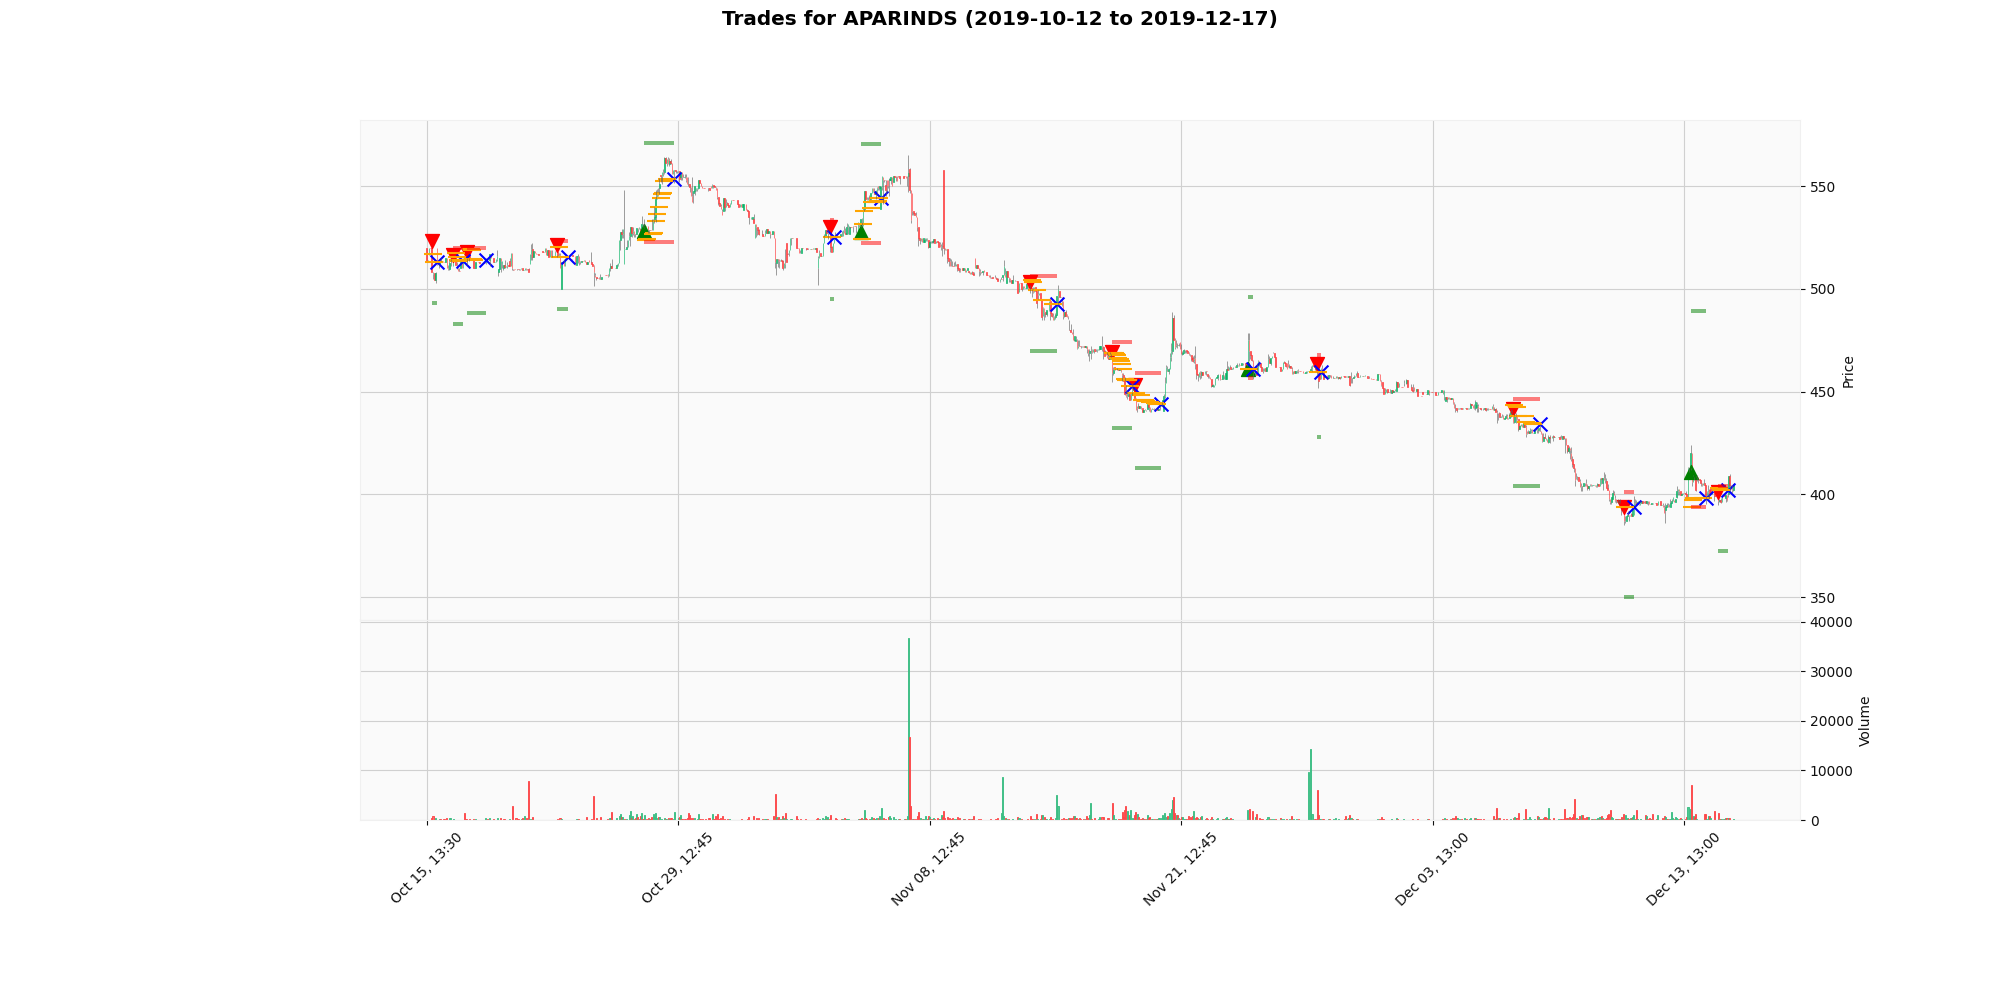 Trades for APARINDS (2019-10-12 to 2019-12-17)
550
500
450
400
350
Price
40000
30000
20000
10000
0
Volume
Oct 15, 13:30
Oct 29, 12:45
Nov 08, 12:45
Nov 21, 12:45
Dec 03, 13:00
Dec 13, 13:00